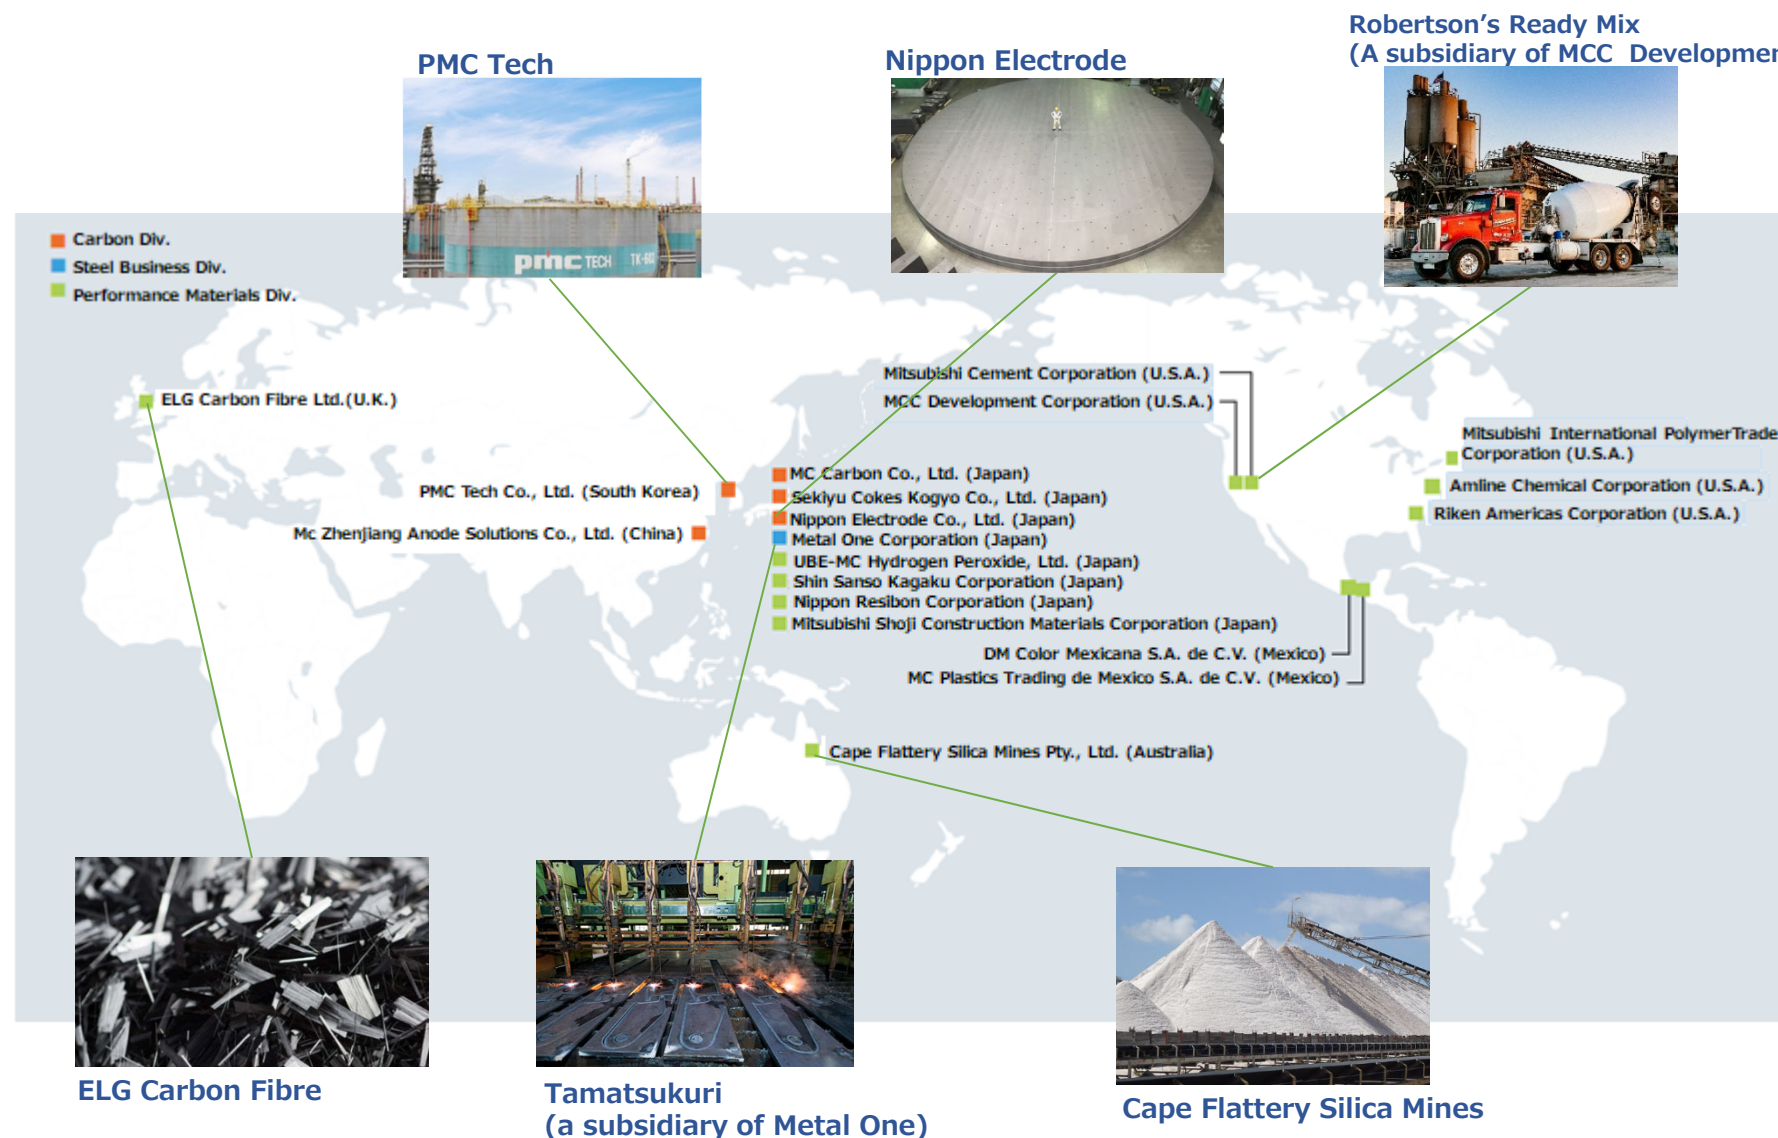 Robertson’s Ready Mix
(A subsidiary of MCC Developmen
PMC Tech
Nippon Electrode
pmc TECH TK-602
Carbon Div.
Steel Business Div.
Performance Materials Div.
Mitsubishi Cement Corporation (U.S.A.)
MCC Development Corporation (U.S.A.)
ELG Carbon Fibre Ltd.(U.K.)
Mitsubishi International PolymerTrade
Corporation (U.S.A.)
MC Carbon Co., Ltd. (Japan)
PMC Tech Co., Ltd. (South Korea)
Amline Chemical Corporation (U.S.A.)
Sekiyu Cokes Kogyo Co., Ltd. (Japan)
Riken Americas Corporation (U.S.A.)
Nippon Electrode Co., Ltd. (Japan)
Mc Zhenjiang Anode Solutions Co., Ltd. (China)
Metal One Corporation (Japan)
UBE-MC Hydrogen Peroxide, Ltd. (Japan)
Shin Sanso Kagaku Corporation (Japan)
Nippon Resibon Corporation (Japan)
Mitsubishi Shoji Construction Materials Corporation (Japan)
DM Color Mexicana S.A. de C.V. (Mexico)
MC Plastics Trading de Mexico S.A. de C.V. (Mexico)
Cape Flattery Silica Mines Pty., Ltd. (Australia)
ELG Carbon Fibre
Tamatsukuri
(a subsidiary of Metal One)
Cape Flattery Silica Mines